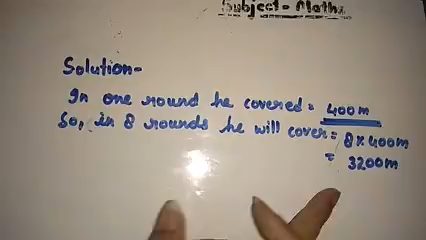 Subject - Maths
Solution-
In one round he covered = 400m
So, in 8 rounds he will cover = 8 x 400m
= 3200m